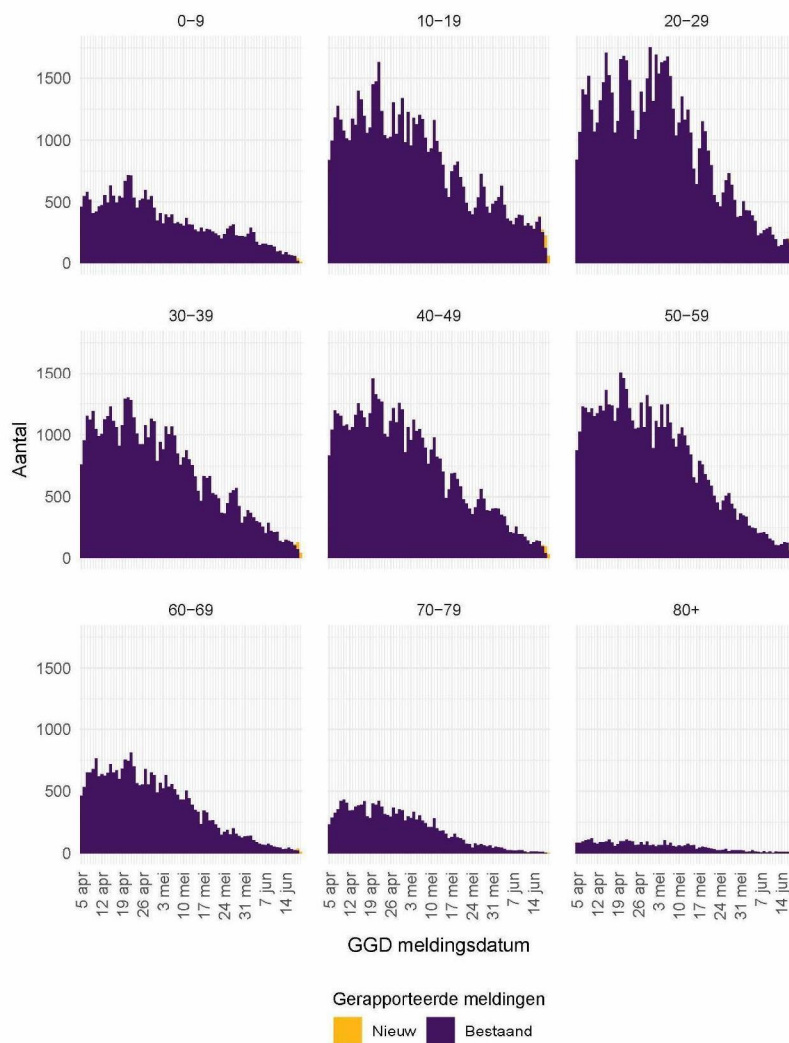 0−9
10−19
20−29
1500
1000
500
0
30−39
40−49
50−59
1500
1000
500
0
Aantal
60−69
70−79
80+
1500
1000
500
0
5 apr
12 apr
19 apr
26 apr
3 mei
10 mei
17 mei
24 mei
31 mei
7 jun
14 jun
5 apr
12 apr
19 apr
26 apr
3 mei
10 mei
17 mei
24 mei
31 mei
7 jun
14 jun
5 apr
12 apr
19 apr
26 apr
3 mei
10 mei
17 mei
24 mei
31 mei
7 jun
14 jun
GGD meldingsdatum
Gerapporteerde meldingen
Nieuw
Bestaand